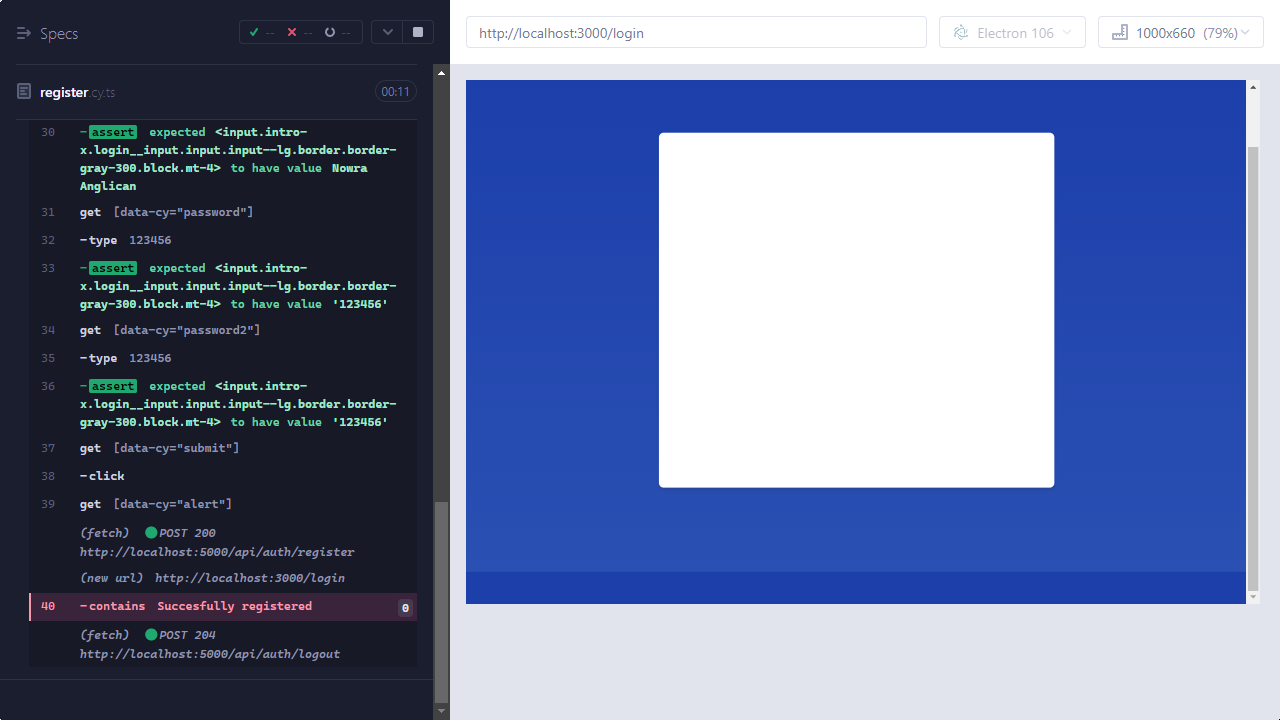 Specs
--
--
--
http://localhost:3000/login
Electron 106
1000x660 (79%)
register.cy.ts
00:11
30 -assert expected <input.intro-
x.login__input.input.input--lg.border.border-
gray-300.block.mt-4> to have value Nowra
Anglican
31 get [data-cy="password"]
32 -type 123456
33 -assert expected <input.intro-
x.login__input.input.input--lg.border.border-
gray-300.block.mt-4> to have value '123456'
34 get [data-cy="password2"]
35 -type 123456
36 -assert expected <input.intro-
x.login__input.input.input--lg.border.border-
gray-300.block.mt-4> to have value '123456'
37 get [data-cy="submit"]
38 -click
39 get [data-cy="alert"]
(fetch) POST 200
http://localhost:5000/api/auth/register
(new url) http://localhost:3000/login
40 -contains Succesfully registered 0
(fetch) POST 204
http://localhost:5000/api/auth/logout